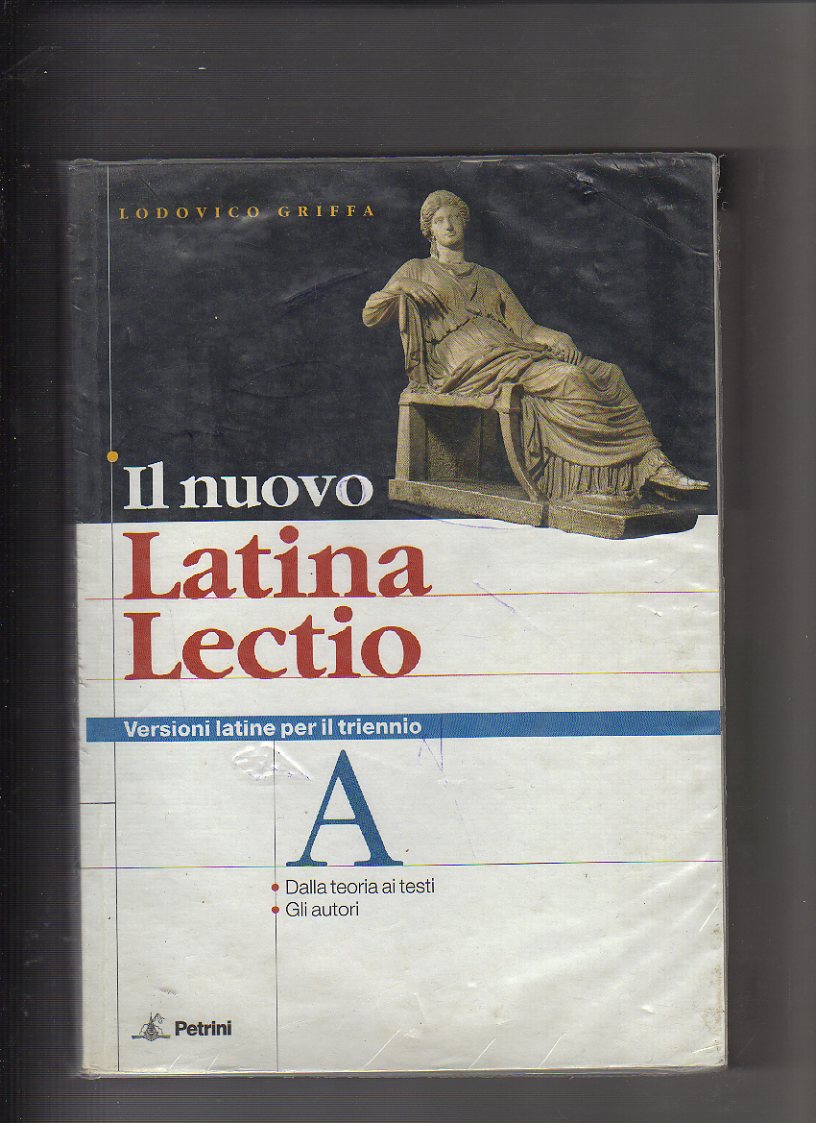 LODOVICO GRIFFA
Il nuovo
Latina
Lectio
Versioni latine per il triennio
A
• Dalla teoria ai testi
• Gli autori
Petrini